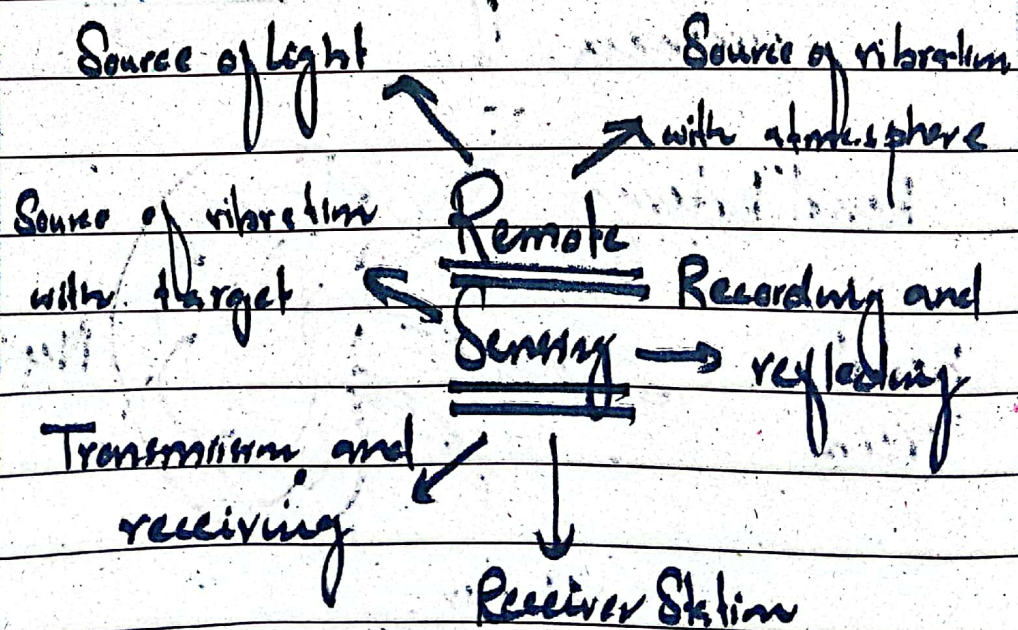 Source of Light
Source of vibration
with atmosphere
Source of vibration
with target
Remote
Sensing
Recording and
reflecting
Transmission and
receiving
Receiver Station